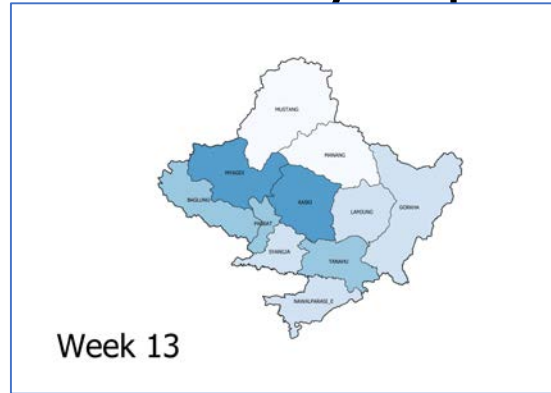 MUSTANG
MANANG
MYAGDI
KASKI
BAGLUNG
LAMJUNG
GORKHA
PARBAT
SYANGJA
TANAHU
NAWALPARASI_E
Week 13